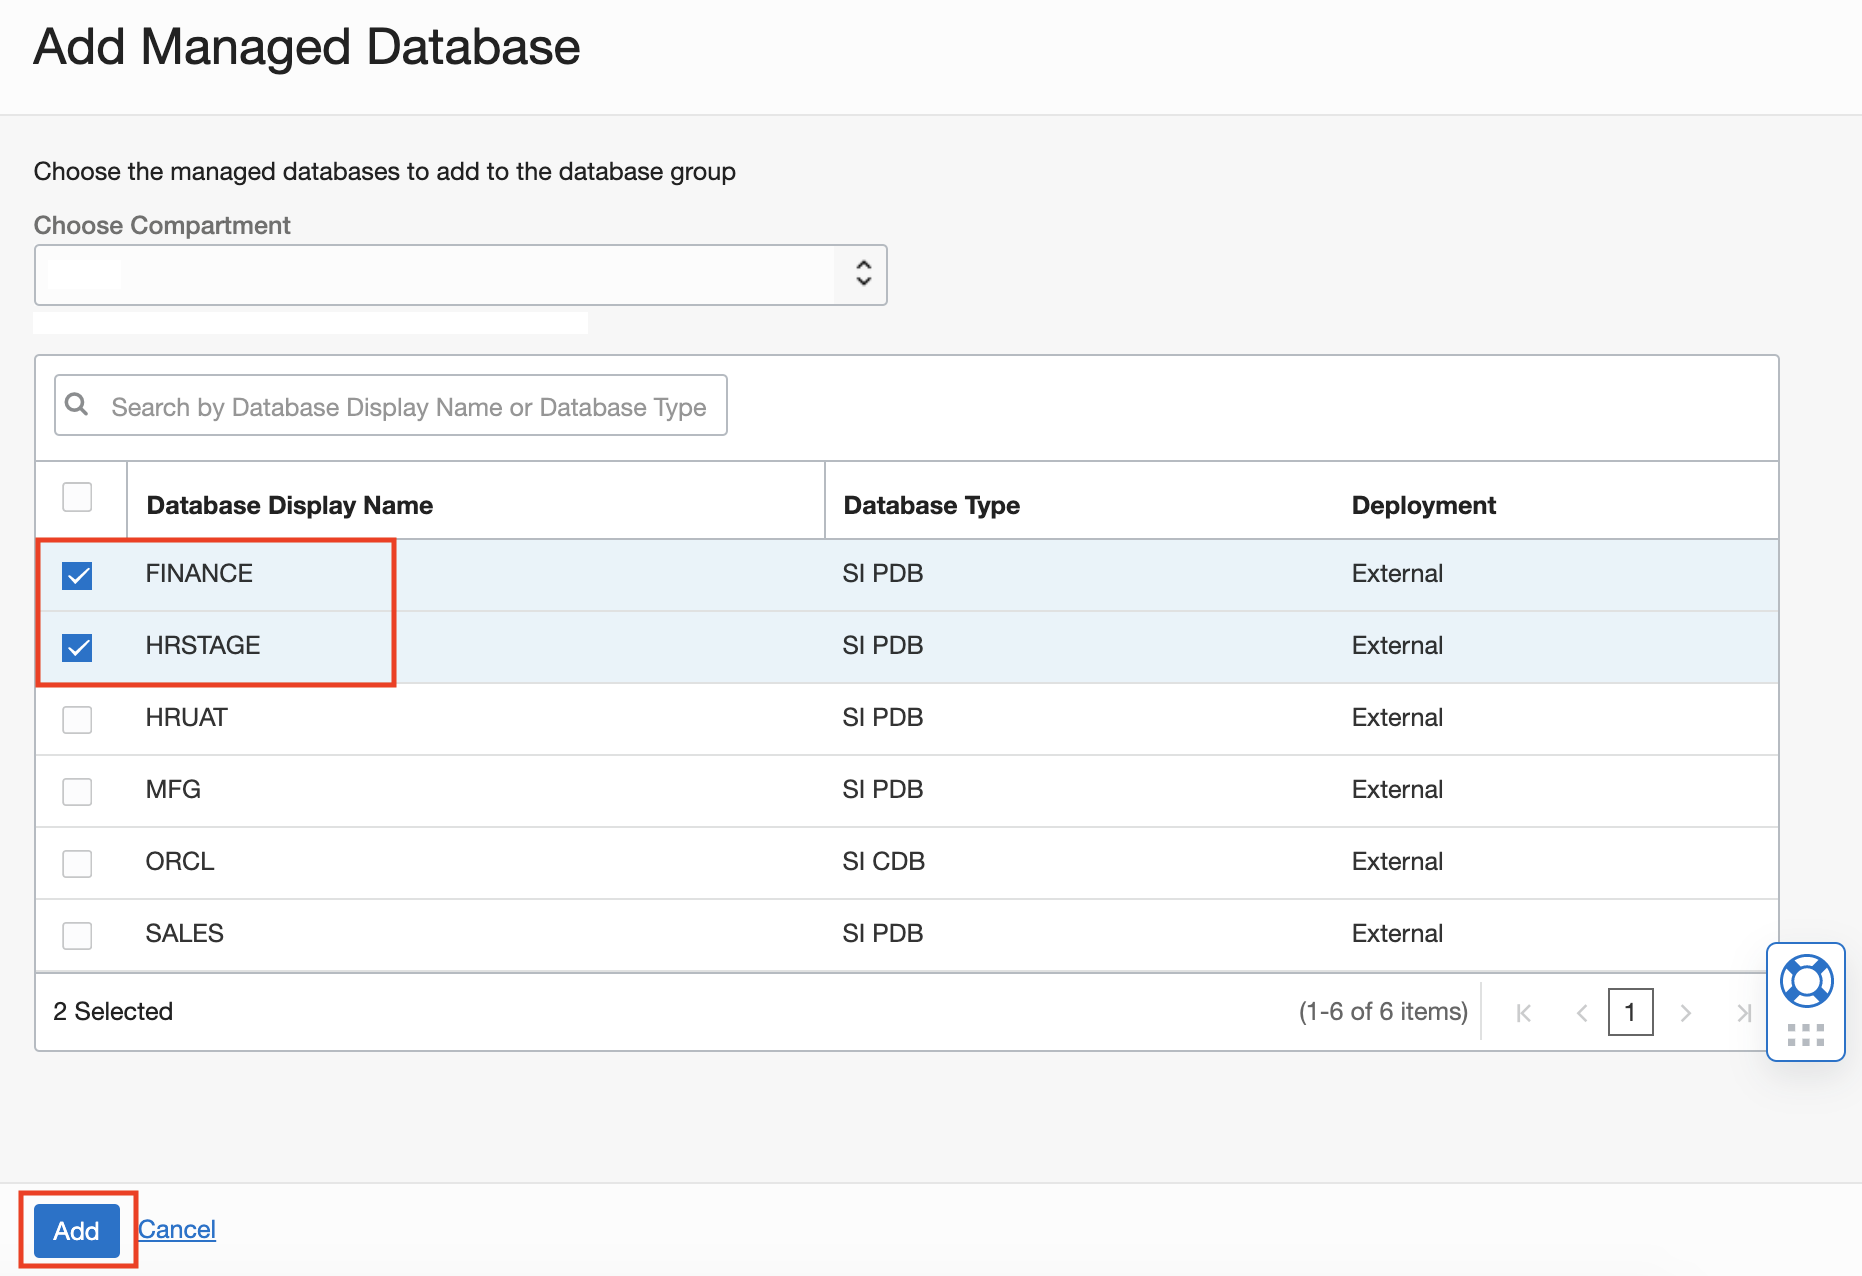 Add Managed Database
Choose the managed databases to add to the database group
Choose Compartment
Search by Database Display Name or Database Type
Database Display Name Database Type Deployment
FINANCE SI PDB External
HRSTAGE SI PDB External
HRUAT SI PDB External
MFG SI PDB External
ORCL SI CDB External
SALES SI PDB External
2 Selected (1-6 of 6 items) 1
Add Cancel